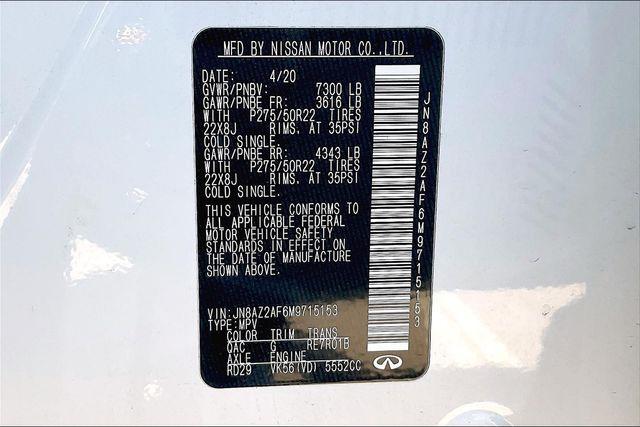 MFD BY NISSAN MOTOR CO.,LTD.
DATE: 4/20
GVWR/PNBV: 7300 LB
GAWR/PNBE FR: 3616 LB
WITH P275/50R22 TIRES
22X8J RIMS. AT 35PSI
COLD SINGLE.
GAWR/PNBE RR: 4343 LB
WITH P275/50R22 TIRES
22X8J RIMS. AT 35PSI
COLD SINGLE.
THIS VEHICLE CONFORMS TO
ALL APPLICABLE FEDERAL
MOTOR VEHICLE SAFETY
STANDARDS IN EFFECT ON
THE DATE OF MANUFACTURE
SHOWN ABOVE.
VIN: JN8AZ2AF6M9715153
TYPE: MPV
COLOR TRIM TRANS
QAC G RE7R01B
AXLE ENGINE
RD29 VK56(VD) 5552CC
JN8AZ2AF6M9715153